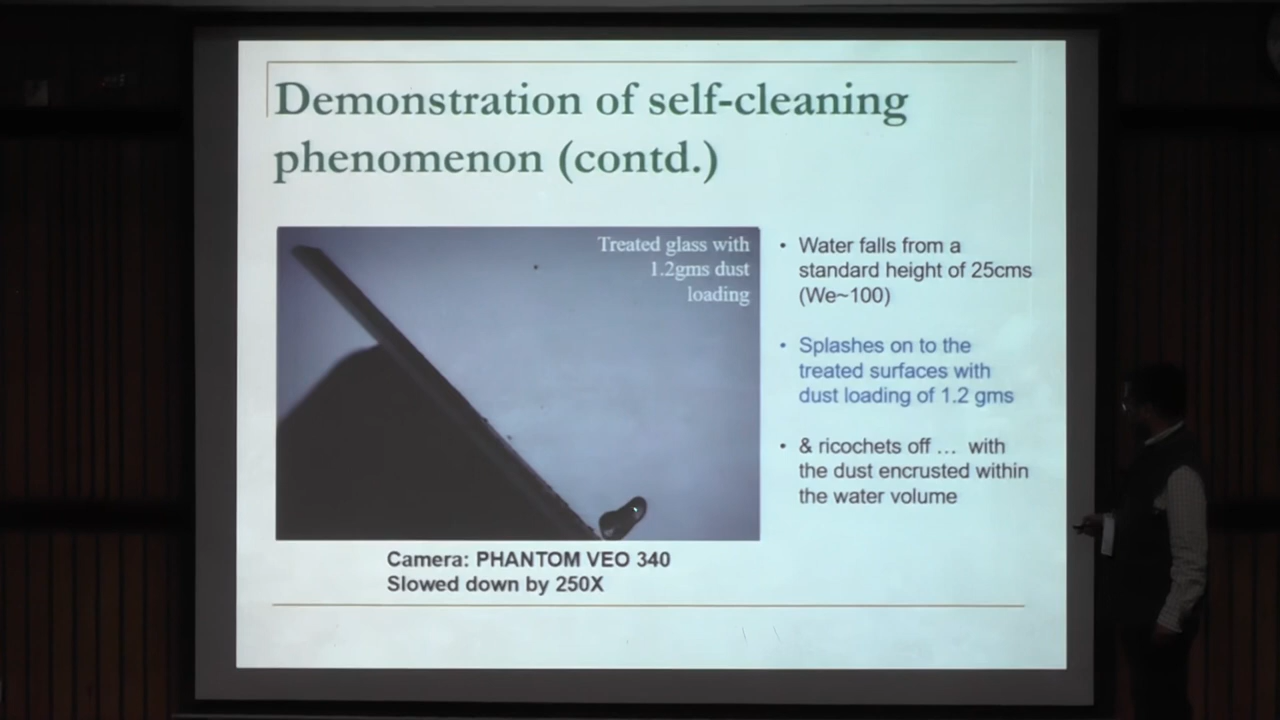 Demonstration of self-cleaning
phenomenon (contd.)
Treated glass with
1.2gms dust
loading
Camera: PHANTOM VEO 340
Slowed down by 250X
• Water falls from a
standard height of 25cms
(We~100)
• Splashes on to the
treated surfaces with
dust loading of 1.2 gms
• & ricochets off … with
the dust encrusted within
the water volume